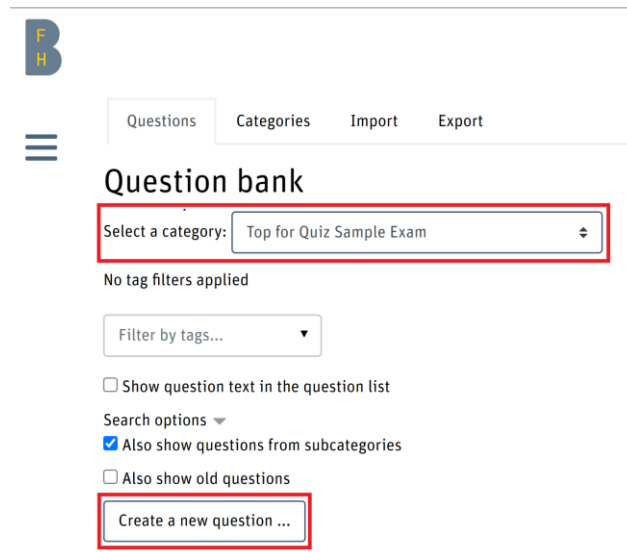 F
H
Questions Categories Import Export
Question bank
Select a category: Top for Quiz Sample Exam
No tag filters applied
Filter by tags...
Show question text in the question list
Search options
Also show questions from subcategories
Also show old questions
Create a new question ...